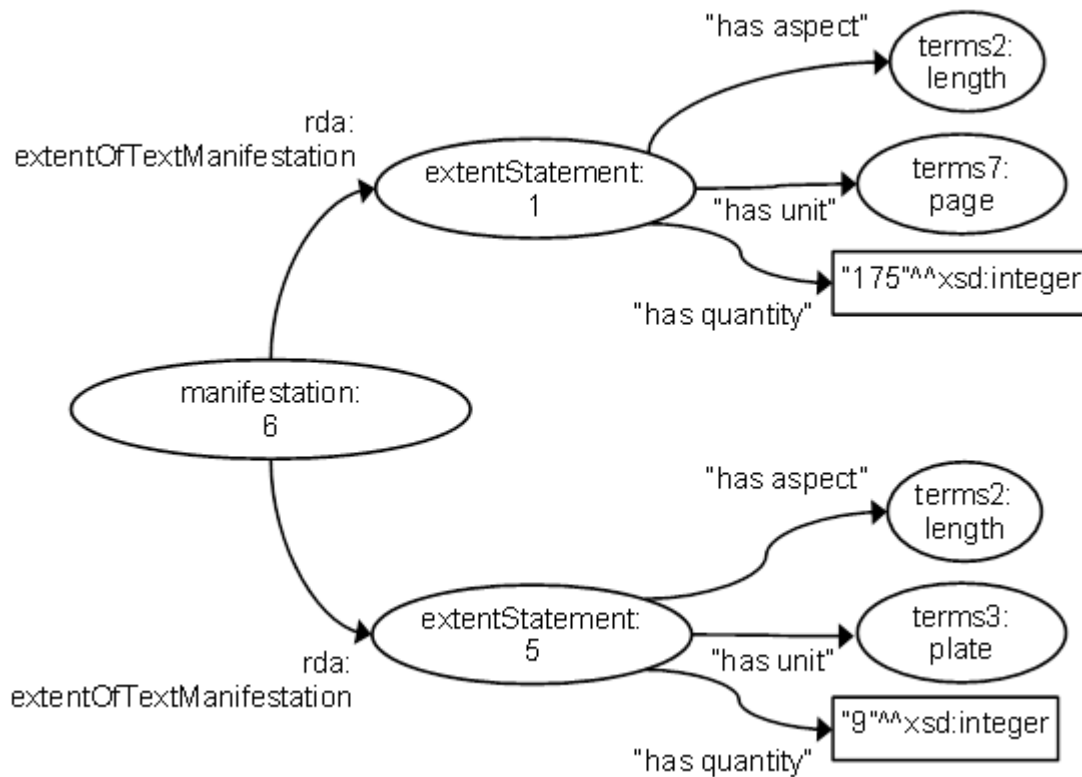 "has aspect"
terms2:
length
rda:
extentOfTextManifestation
extentStatement:
1
terms7:
page
"has unit"
"175"^^xsd:integer
"has quantity"
manifestation:
6
"has aspect"
terms2:
length
extentStatement:
5
terms3:
plate
"has unit"
rda:
extentOfTextManifestation
"9"^^xsd:integer
"has quantity"